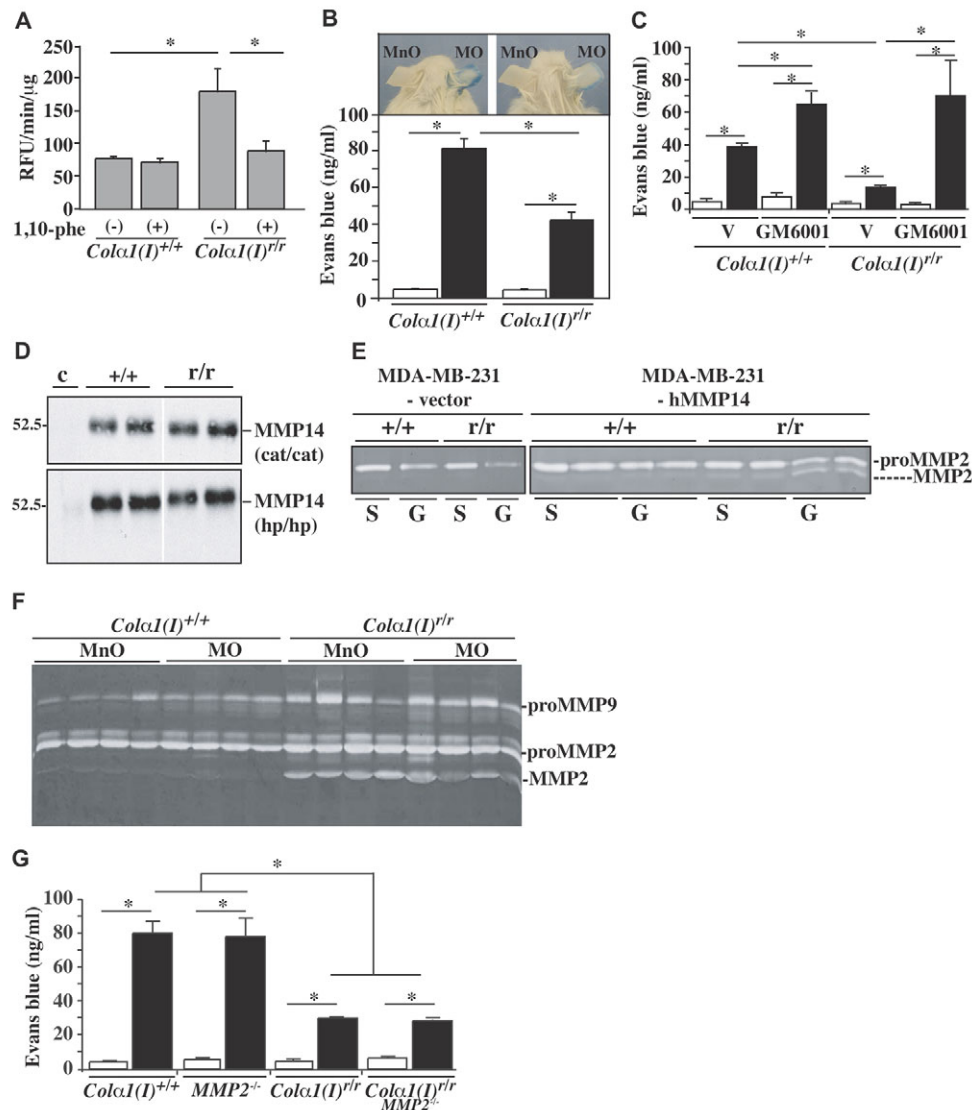 A
RFU/min/µg
250
200
150
100
50
0
* *
1,10-phe (-) (+) (-) (+)
Colα1(I)+/+ Colα1(I)r/r
B
MnO MO MnO MO
Evans blue (ng/ml)
100
80
60
40
20
0
* * *
Colα1(I)+/+ Colα1(I)r/r
C
Evans blue (ng/ml)
100
80
60
40
20
0
* * * * * * *
V GM6001 V GM6001
Colα1(I)+/+ Colα1(I)r/r
D
c +/+ r/r
52.5- -MMP14
(cat/cat)
52.5- -MMP14
(hp/hp)
E
MDA-MB-231
- vector
MDA-MB-231
- hMMP14
+/+ r/r +/+ r/r
-proMMP2
-----MMP2
S G S G S G S G
F
Colα1(I)+/+ Colα1(I)r/r
MnO MO MnO MO
-proMMP9
-proMMP2
-MMP2
G
Evans blue (ng/ml)
100
80
60
40
20
0
*
* * * *
Colα1(I)+/+ MMP2-/- Colα1(I)r/r Colα1(I)r/r
MMP2-/-